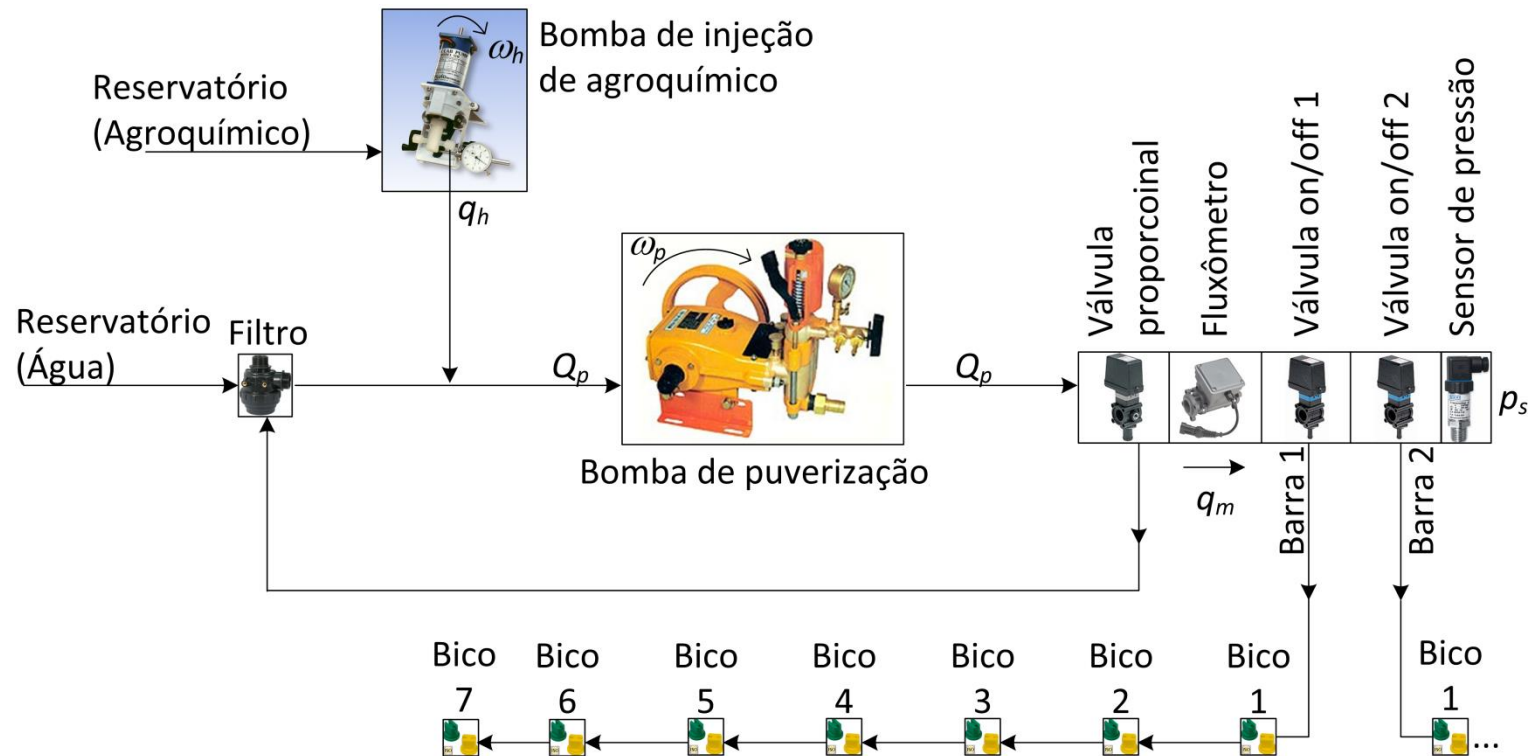 ωh
Bomba de injeção
de agroquímico
Reservatório
(Agroquímico)
qh
Válvula
proporcoinal
Fluxômetro
Válvula on/off 1
Válvula on/off 2
Sensor de pressão
ωp
Reservatório
(Água)
Filtro
Qp
Qp
ps
Bomba de puverização
qm
Barra 1
Barra 2
Bico
7
Bico
6
Bico
5
Bico
4
Bico
3
Bico
2
Bico
1
Bico
1
...